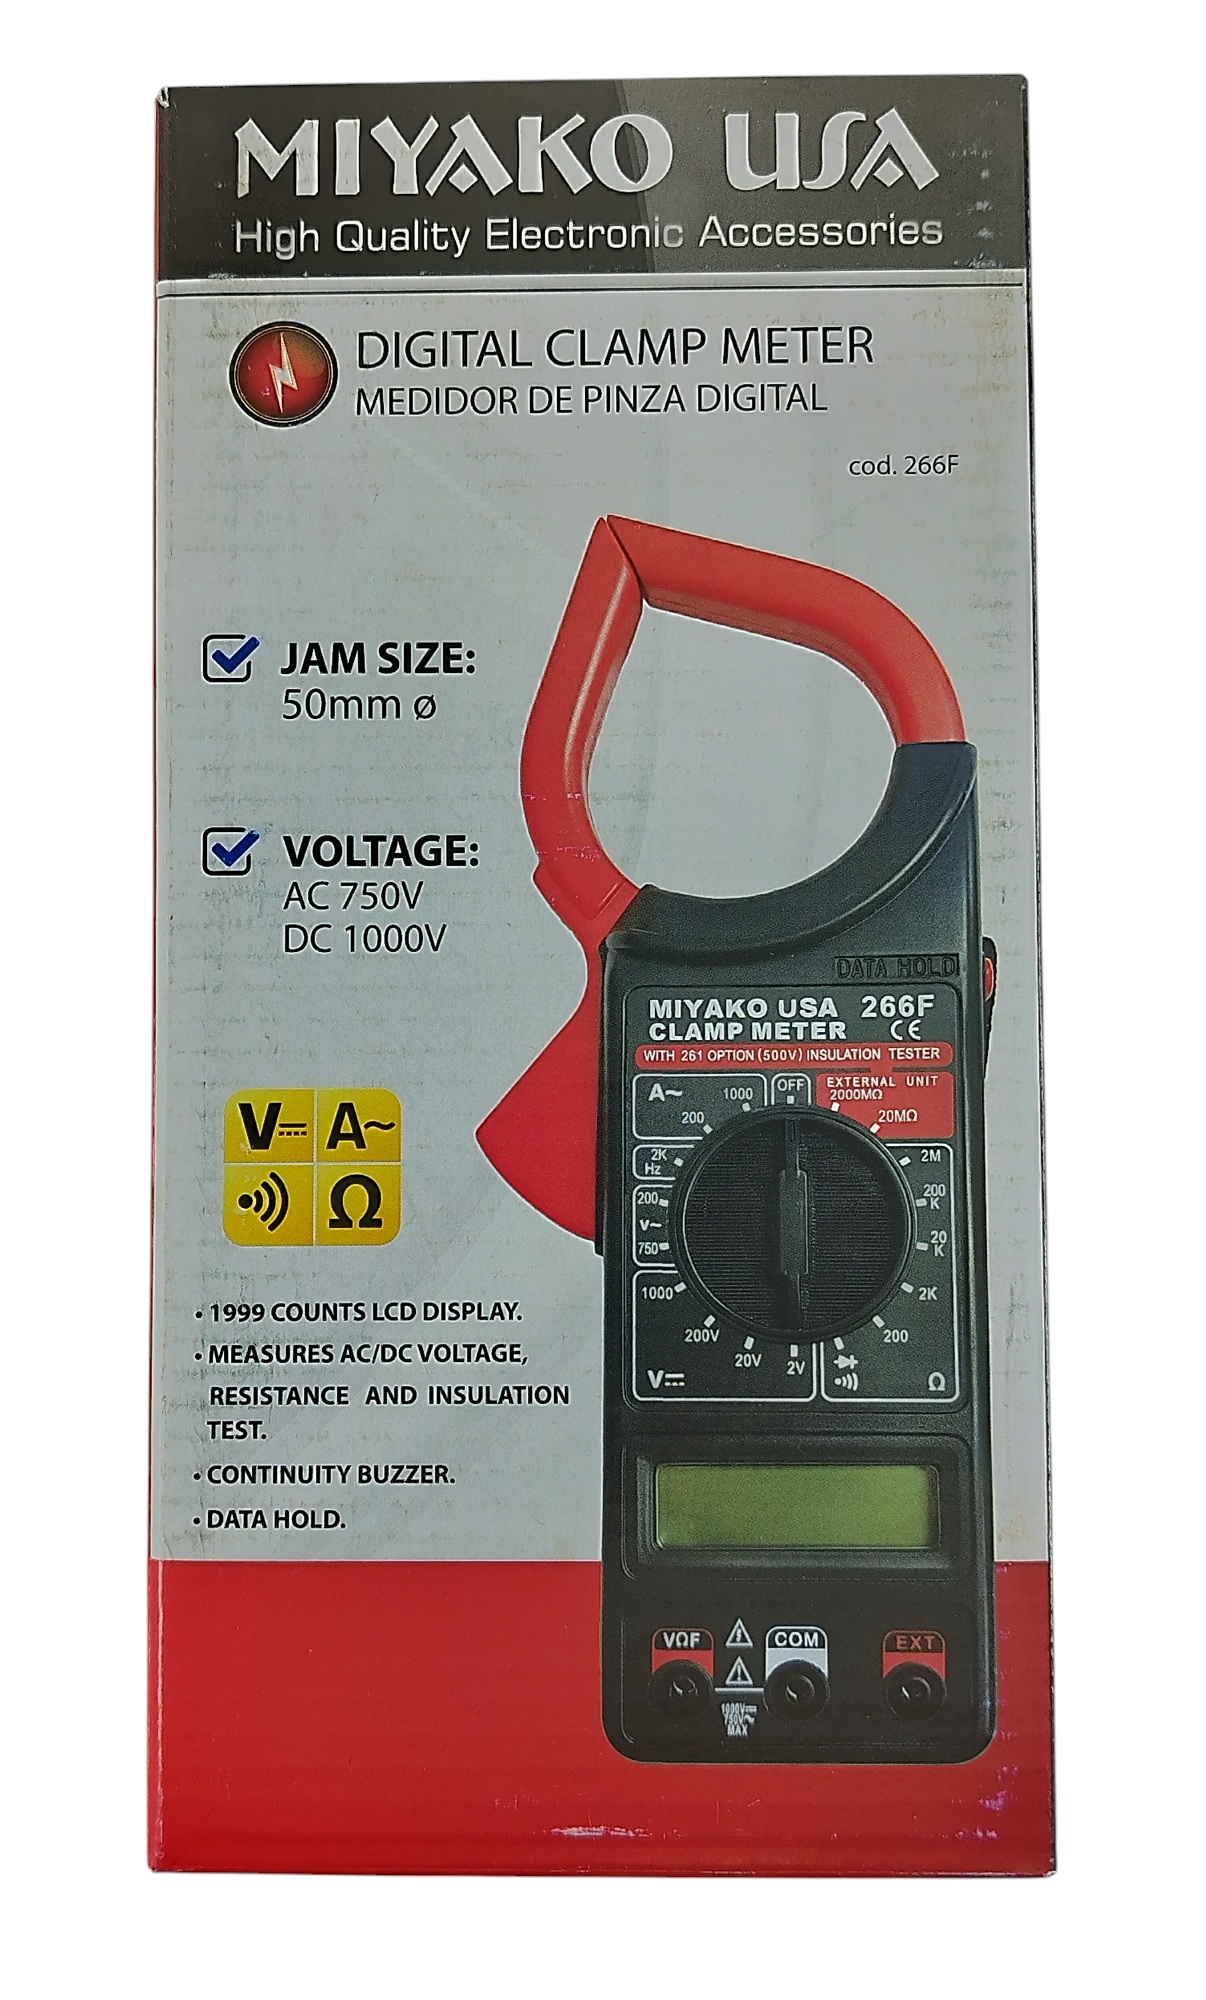 MIYAKO USA
High Quality Electronic Accessories
DIGITAL CLAMP METER
MEDIDOR DE PINZA DIGITAL
cod. 266F
JAM SIZE:
50mm ø
VOLTAGE:
AC 750V
DC 1000V
DATA HOLD
MIYAKO USA 266F
CLAMP METER CE
WITH 261 OPTION (500V) INSULATION TESTER
A~ 1000 OFF EXTERNAL UNIT
2000MΩ
200 20MΩ
2K
Hz
2M
200
200
K
V~
750
20
K
1000
2K
200V
200
20V
2V
V⎓
Ω
V⎓ A~
Ω
• 1999 COUNTS LCD DISPLAY.
• MEASURES AC/DC VOLTAGE,
RESISTANCE AND INSULATION
TEST.
• CONTINUITY BUZZER.
• DATA HOLD.
VΩF COM EXT
1000V⎓
750V~
MAX